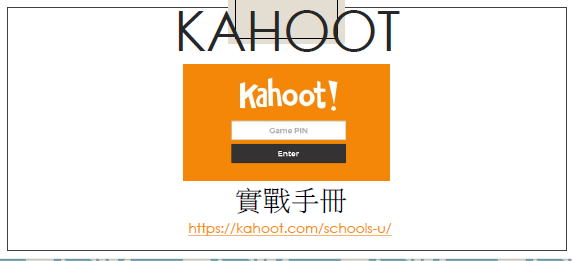 KAHOOT
Kahoot!
Game PIN
Enter
實戰手冊
https://kahoot.com/schools-u/